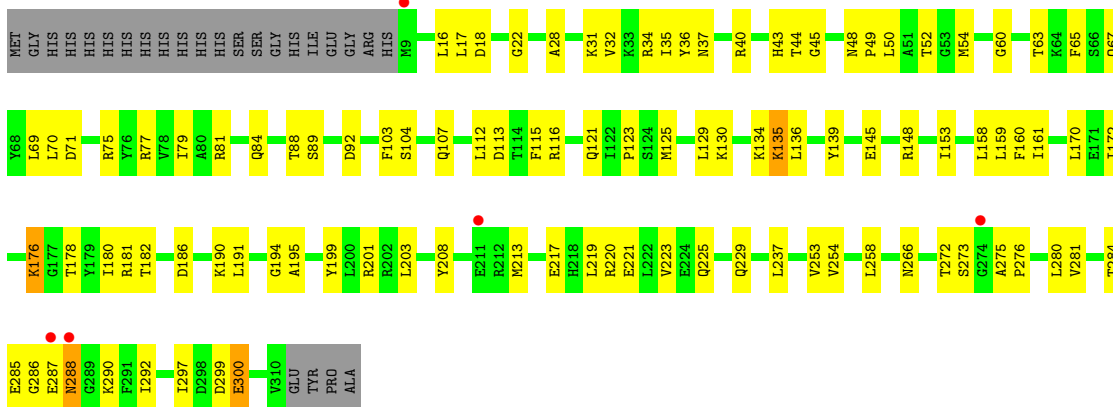 MET GLY HIS HIS HIS HIS HIS HIS HIS HIS HIS HIS SER SER GLY HIS ILE GLU GLY ARG HIS M9 L16 L17 D18 G22 A28 K31 V32 K33 R34 I35 Y36 N37 R40 H43 T44 G45 N48 P49 L50 A51 T52 G53 M54 G60 T63 K64 F65 S66
Y68 L69 L70 D71 R75 Y76 R77 V78 I79 A80 R81 Q84 T88 S89 D92 F103 S104 Q107 L112 D113 T114 F115 R116 Q121 I122 P123 S124 M125 L129 K130 K134 K135 L136 Y139 E145 R148 I153 L158 L159 F160 I161 L170 E171
K176 G177 T178 Y179 I180 R181 T182 D186 K190 L191 G194 A195 Y199 L200 R201 R202 L203 Y208 E211 R212 M213 E217 H218 L219 R220 E221 L222 V223 E224 Q225 Q229 L237 V253 V254 L258 N266 T272 S273 G274 A275 P276 L280 V281 T284
E285 G286 E287 N288 G289 K290 F291 I292 I297 D298 D299 E300 V310 GLU TYR PRO ALA